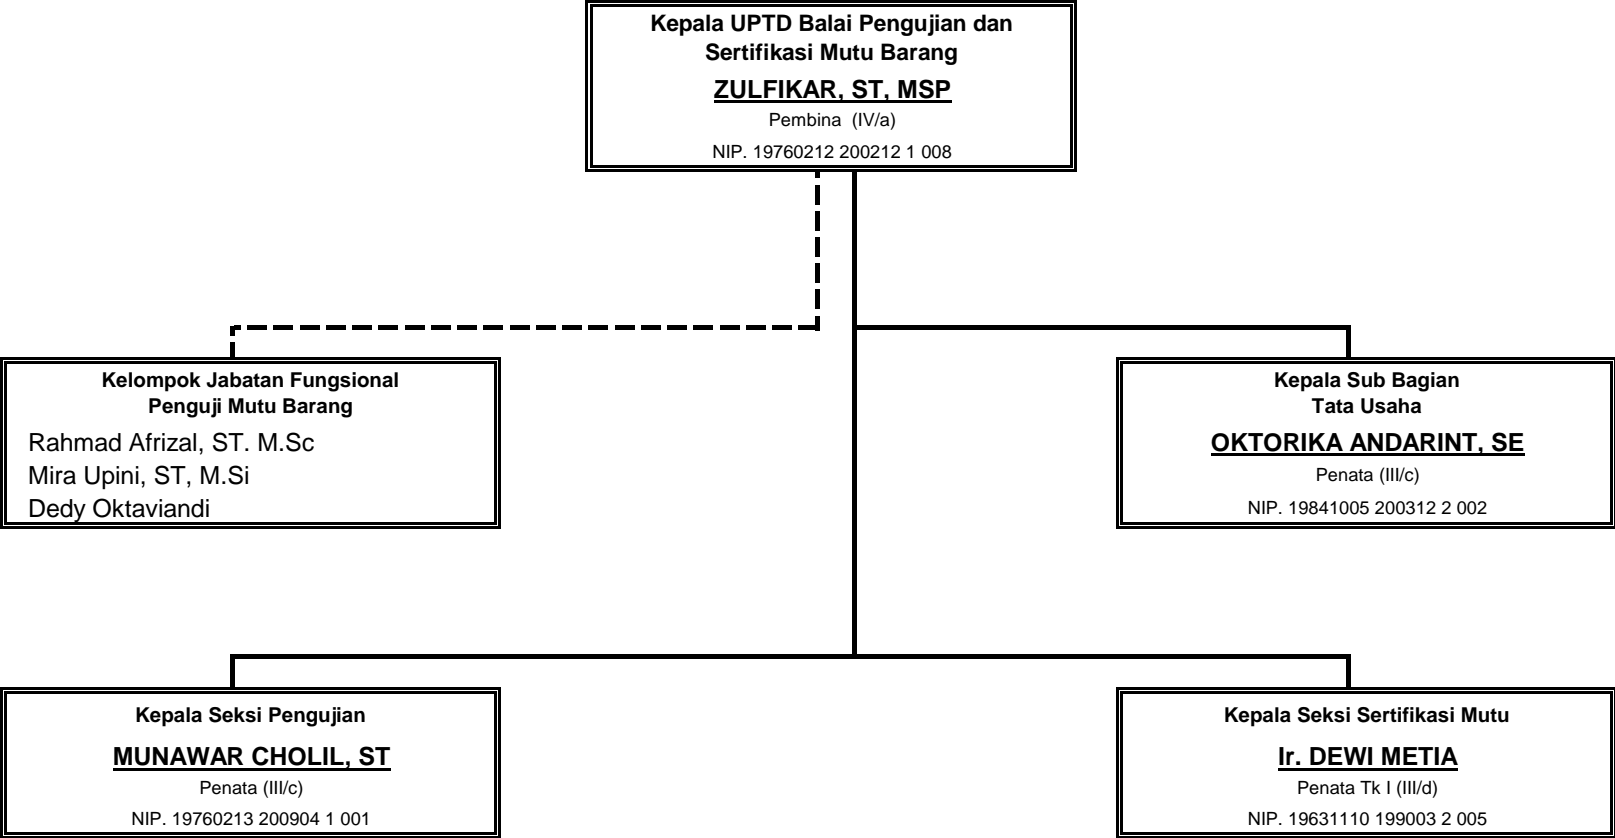 Kepala UPTD Balai Pengujian dan
Sertifikasi Mutu Barang
ZULFIKAR, ST, MSP
Pembina  (IV/a)
NIP. 19760212 200212 1 008
Kelompok Jabatan Fungsional
Penguji Mutu Barang
Rahmad Afrizal, ST. M.Sc
Mira Upini, ST, M.Si
Dedy Oktaviandi
Kepala Sub Bagian
Tata Usaha
OKTORIKA ANDARINT, SE
Penata (III/c)
NIP. 19841005 200312 2 002
Kepala Seksi Pengujian
MUNAWAR CHOLIL, ST
Penata (III/c)
NIP. 19760213 200904 1 001
Kepala Seksi Sertifikasi Mutu
Ir. DEWI METIA
Penata Tk I (III/d)
NIP. 19631110 199003 2 005